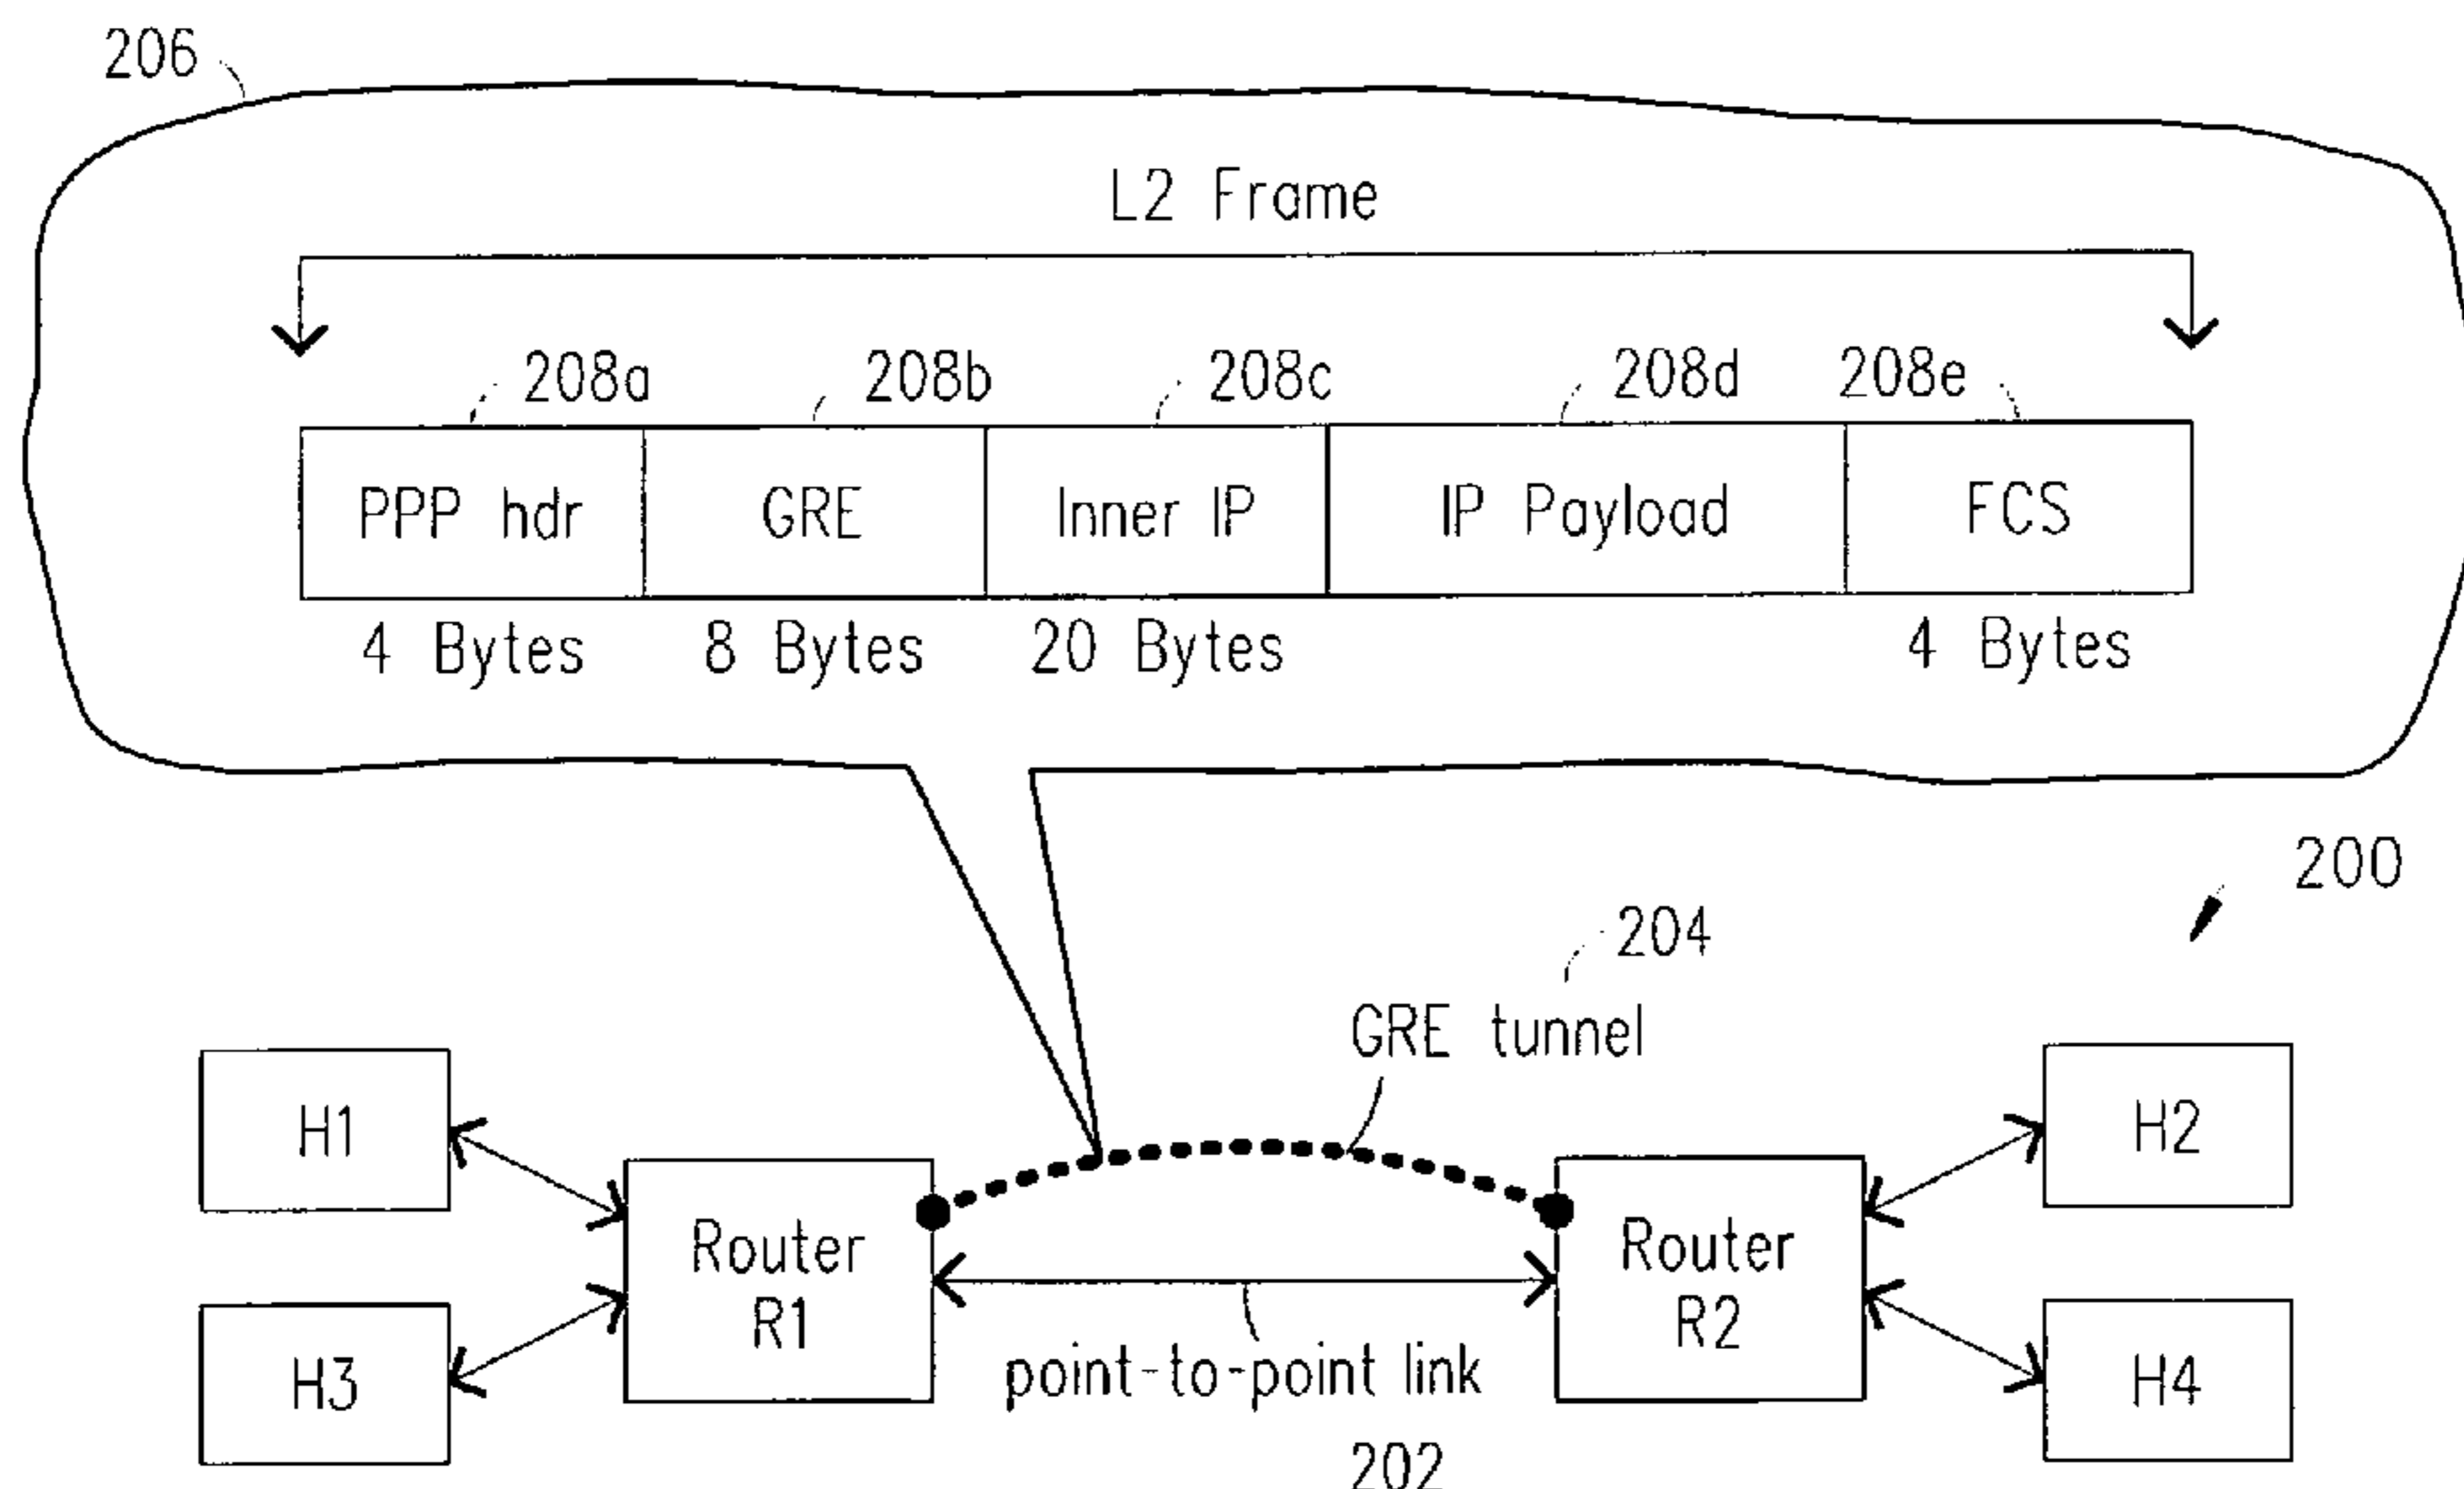 206
L2 Frame
208a 208b 208c 208d 208e
PPP hdr GRE Inner IP IP Payload FCS
4 Bytes 8 Bytes 20 Bytes 4 Bytes
200
204
GRE tunnel
H1 H2
Router
R1
Router
R2
point-to-point link
H3 H4
202